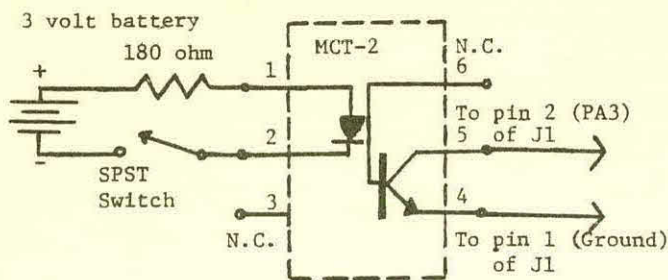 3 volt battery
180 ohm
MCT-2
N.C.
6
+
1
To pin 2 (PA3)
5 of J1
2
-
SPST
Switch
3
N.C.
4
To pin 1 (Ground)
of J1